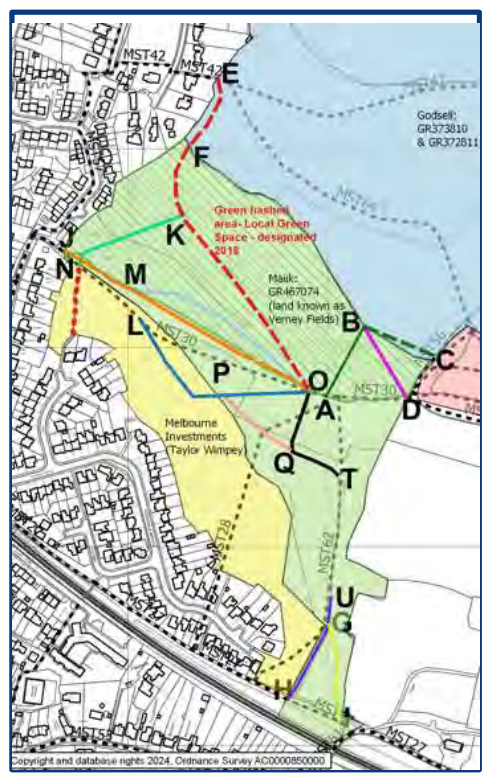 MST42
MST42
E
Godsell:
GR373810
& GR372811
F
Green hashed
area- Local Green
Space - designated
2018
K
J
N
M
Malik:
GR467074
(land known as
Verney Fields)
B
L
MST30
C
P
O
A
MST30
D
Melbourne
Investments
(Taylor Wimpey)
Q
T
MST28
MST62
U
G
H
I
MST27
MST53
Copyright and database rights 2024, Ordnance Survey AC0000850000